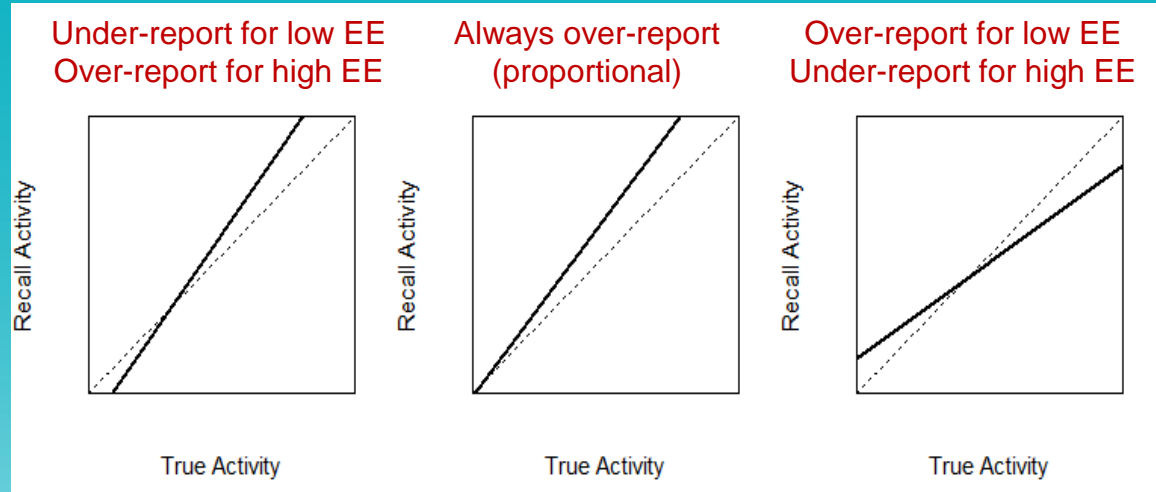 Under-report for low EE
Over-report for high EE
Always over-report
(proportional)
Over-report for low EE
Under-report for high EE
Recall Activity
True Activity
Recall Activity
True Activity
Recall Activity
True Activity